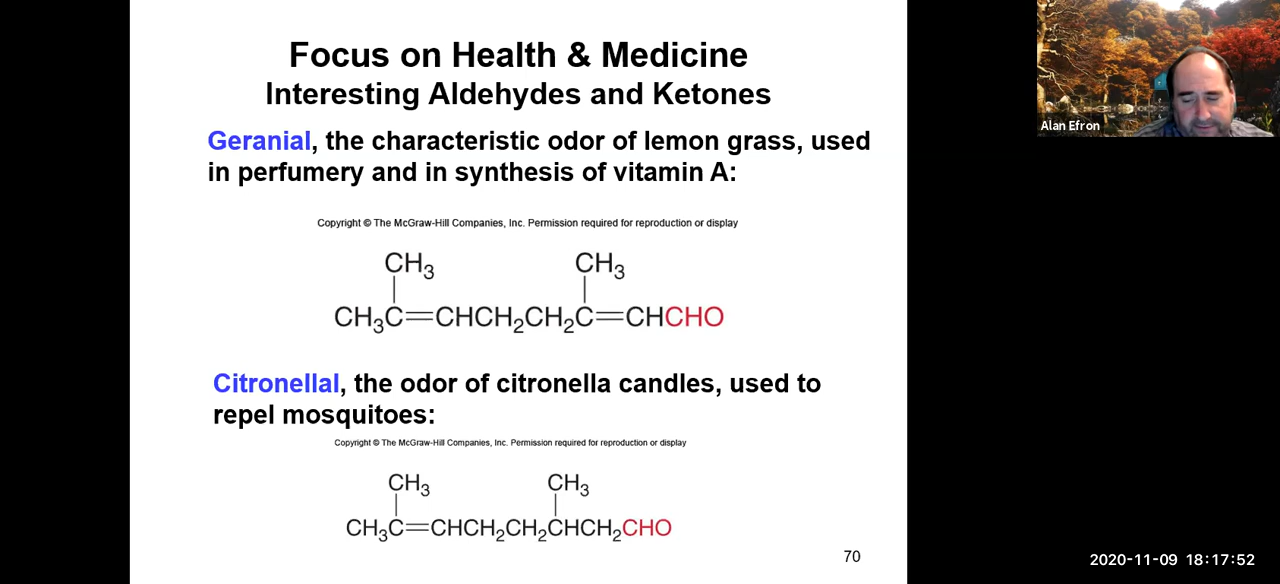 Focus on Health & Medicine
Interesting Aldehydes and Ketones
Geranial, the characteristic odor of lemon grass, used
in perfumery and in synthesis of vitamin A:
Copyright © The McGraw-Hill Companies, Inc. Permission required for reproduction or display
CH₃ CH₃
CH₃C=CHCH₂CH₂C=CHCHO
Citronellal, the odor of citronella candles, used to
repel mosquitoes:
Copyright © The McGraw-Hill Companies, Inc. Permission required for reproduction or display
CH₃ CH₃
CH₃C=CHCH₂CH₂CHCH₂CHO
70
Alan Efron
2020-11-09 18:17:52